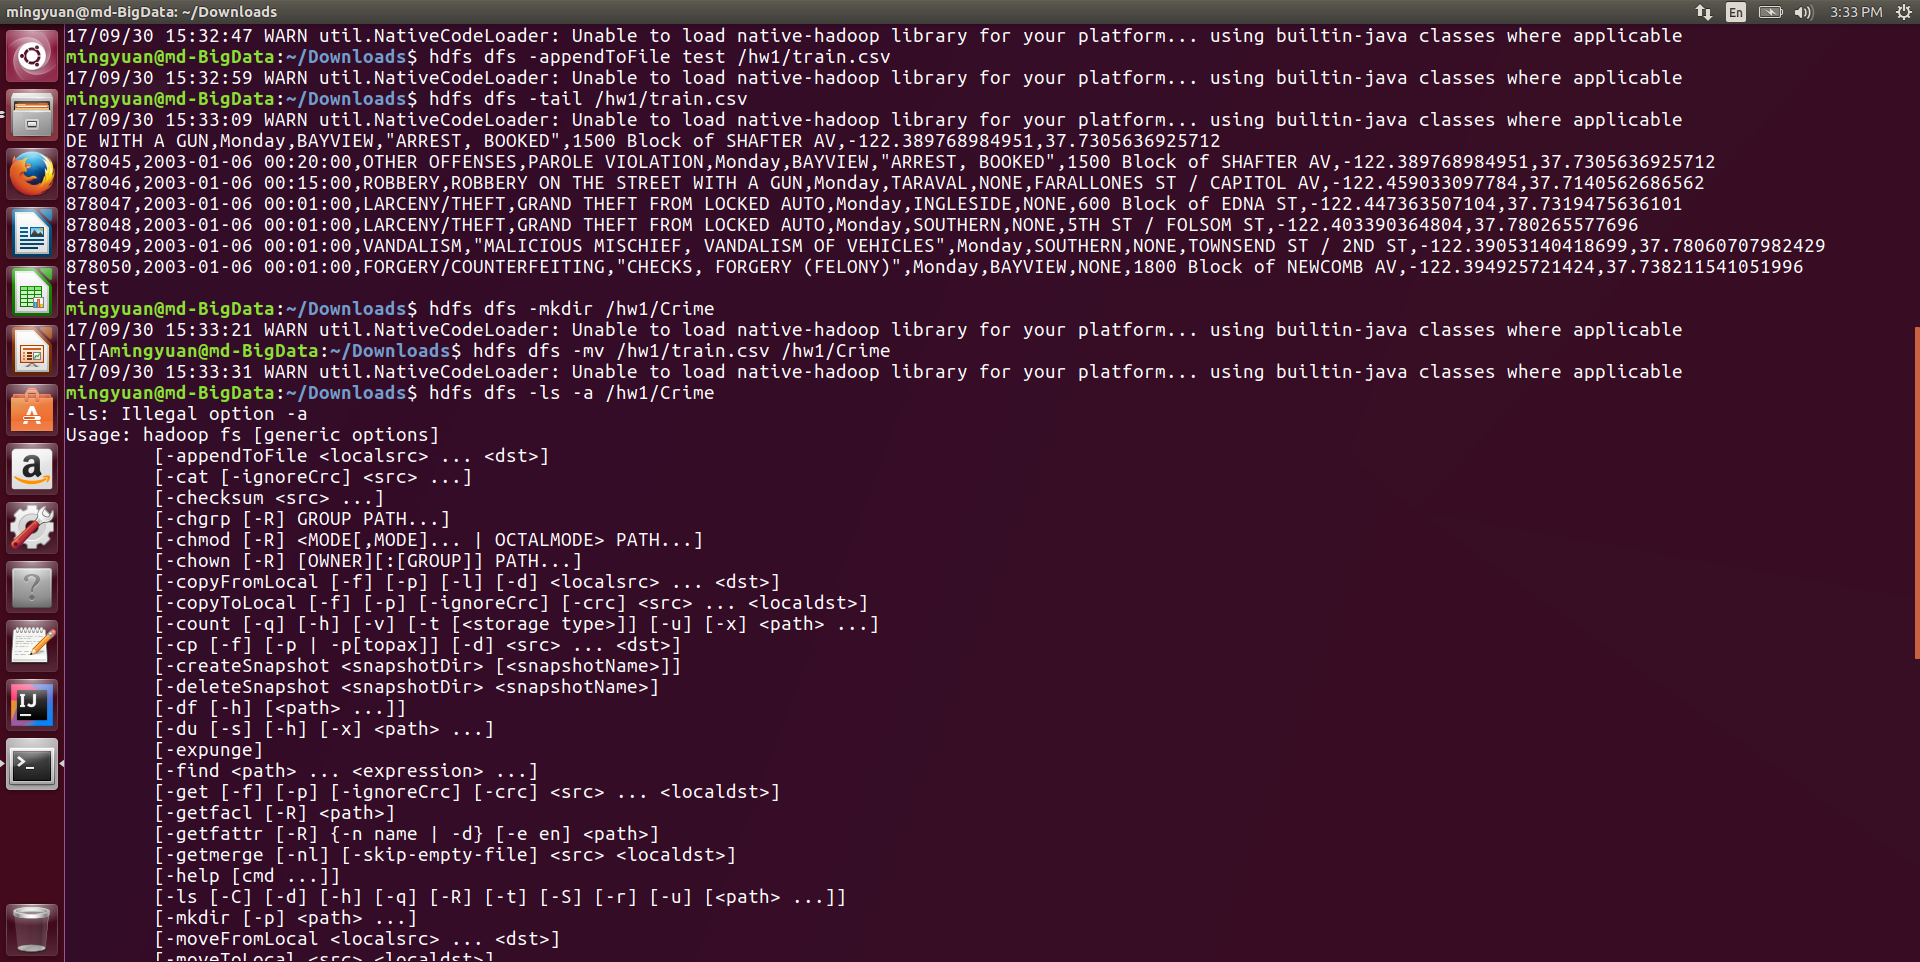 mingyuan@md-BigData: ~/Downloads
En
3:33 PM
17/09/30 15:32:47 WARN util.NativeCodeLoader: Unable to load native-hadoop library for your platform... using builtin-java classes where applicable
mingyuan@md-BigData:~/Downloads$ hdfs dfs -appendToFile test /hw1/train.csv
17/09/30 15:32:59 WARN util.NativeCodeLoader: Unable to load native-hadoop library for your platform... using builtin-java classes where applicable
mingyuan@md-BigData:~/Downloads$ hdfs dfs -tail /hw1/train.csv
17/09/30 15:33:09 WARN util.NativeCodeLoader: Unable to load native-hadoop library for your platform... using builtin-java classes where applicable
DE WITH A GUN,Monday,BAYVIEW,"ARREST, BOOKED",1500 Block of SHAFTER AV,-122.389768984951,37.7305636925712
878045,2003-01-06 00:20:00,OTHER OFFENSES,PAROLE VIOLATION,Monday,BAYVIEW,"ARREST, BOOKED",1500 Block of SHAFTER AV,-122.389768984951,37.7305636925712
878046,2003-01-06 00:15:00,ROBBERY,ROBBERY ON THE STREET WITH A GUN,Monday,TARAVAL,NONE,FARALLONES ST / CAPITOL AV,-122.459033097784,37.7140562686562
878047,2003-01-06 00:01:00,LARCENY/THEFT,GRAND THEFT FROM LOCKED AUTO,Monday,INGLESIDE,NONE,600 Block of EDNA ST,-122.447363507104,37.7319475636101
878048,2003-01-06 00:01:00,LARCENY/THEFT,GRAND THEFT FROM LOCKED AUTO,Monday,SOUTHERN,NONE,5TH ST / FOLSOM ST,-122.403390364804,37.780265577696
878049,2003-01-06 00:01:00,VANDALISM,"MALICIOUS MISCHIEF, VANDALISM OF VEHICLES",Monday,SOUTHERN,NONE,TOWNSEND ST / 2ND ST,-122.39053140418699,37.78060707982429
878050,2003-01-06 00:01:00,FORGERY/COUNTERFEITING,"CHECKS, FORGERY (FELONY)",Monday,BAYVIEW,NONE,1800 Block of NEWCOMB AV,-122.394925721424,37.738211541051996
test
mingyuan@md-BigData:~/Downloads$ hdfs dfs -mkdir /hw1/Crime
17/09/30 15:33:21 WARN util.NativeCodeLoader: Unable to load native-hadoop library for your platform... using builtin-java classes where applicable
^[[Amingyuan@md-BigData:~/Downloads$ hdfs dfs -mv /hw1/train.csv /hw1/Crime
17/09/30 15:33:31 WARN util.NativeCodeLoader: Unable to load native-hadoop library for your platform... using builtin-java classes where applicable
mingyuan@md-BigData:~/Downloads$ hdfs dfs -ls -a /hw1/Crime
-ls: Illegal option -a
Usage: hadoop fs [generic options]
[-appendToFile <localsrc> ... <dst>]
[-cat [-ignoreCrc] <src> ...]
[-checksum <src> ...]
[-chgrp [-R] GROUP PATH...]
[-chmod [-R] <MODE[,MODE]... | OCTALMODE> PATH...]
[-chown [-R] [OWNER][:[GROUP]] PATH...]
[-copyFromLocal [-f] [-p] [-l] [-d] <localsrc> ... <dst>]
[-copyToLocal [-f] [-p] [-ignoreCrc] [-crc] <src> ... <localdst>]
[-count [-q] [-h] [-v] [-t [<storage type>]] [-u] [-x] <path> ...]
[-cp [-f] [-p | -p[topax]] [-d] <src> ... <dst>]
[-createSnapshot <snapshotDir> [<snapshotName>]]
[-deleteSnapshot <snapshotDir> <snapshotName>]
[-df [-h] [<path> ...]]
[-du [-s] [-h] [-x] <path> ...]
[-expunge]
[-find <path> ... <expression> ...]
[-get [-f] [-p] [-ignoreCrc] [-crc] <src> ... <localdst>]
[-getfacl [-R] <path>]
[-getfattr [-R] {-n name | -d} [-e en] <path>]
[-getmerge [-nl] [-skip-empty-file] <src> <localdst>]
[-help [cmd ...]]
[-ls [-C] [-d] [-h] [-q] [-R] [-t] [-S] [-r] [-u] [<path> ...]]
[-mkdir [-p] <path> ...]
[-moveFromLocal <localsrc> ... <dst>]
[-moveToLocal <src> <localdst>]